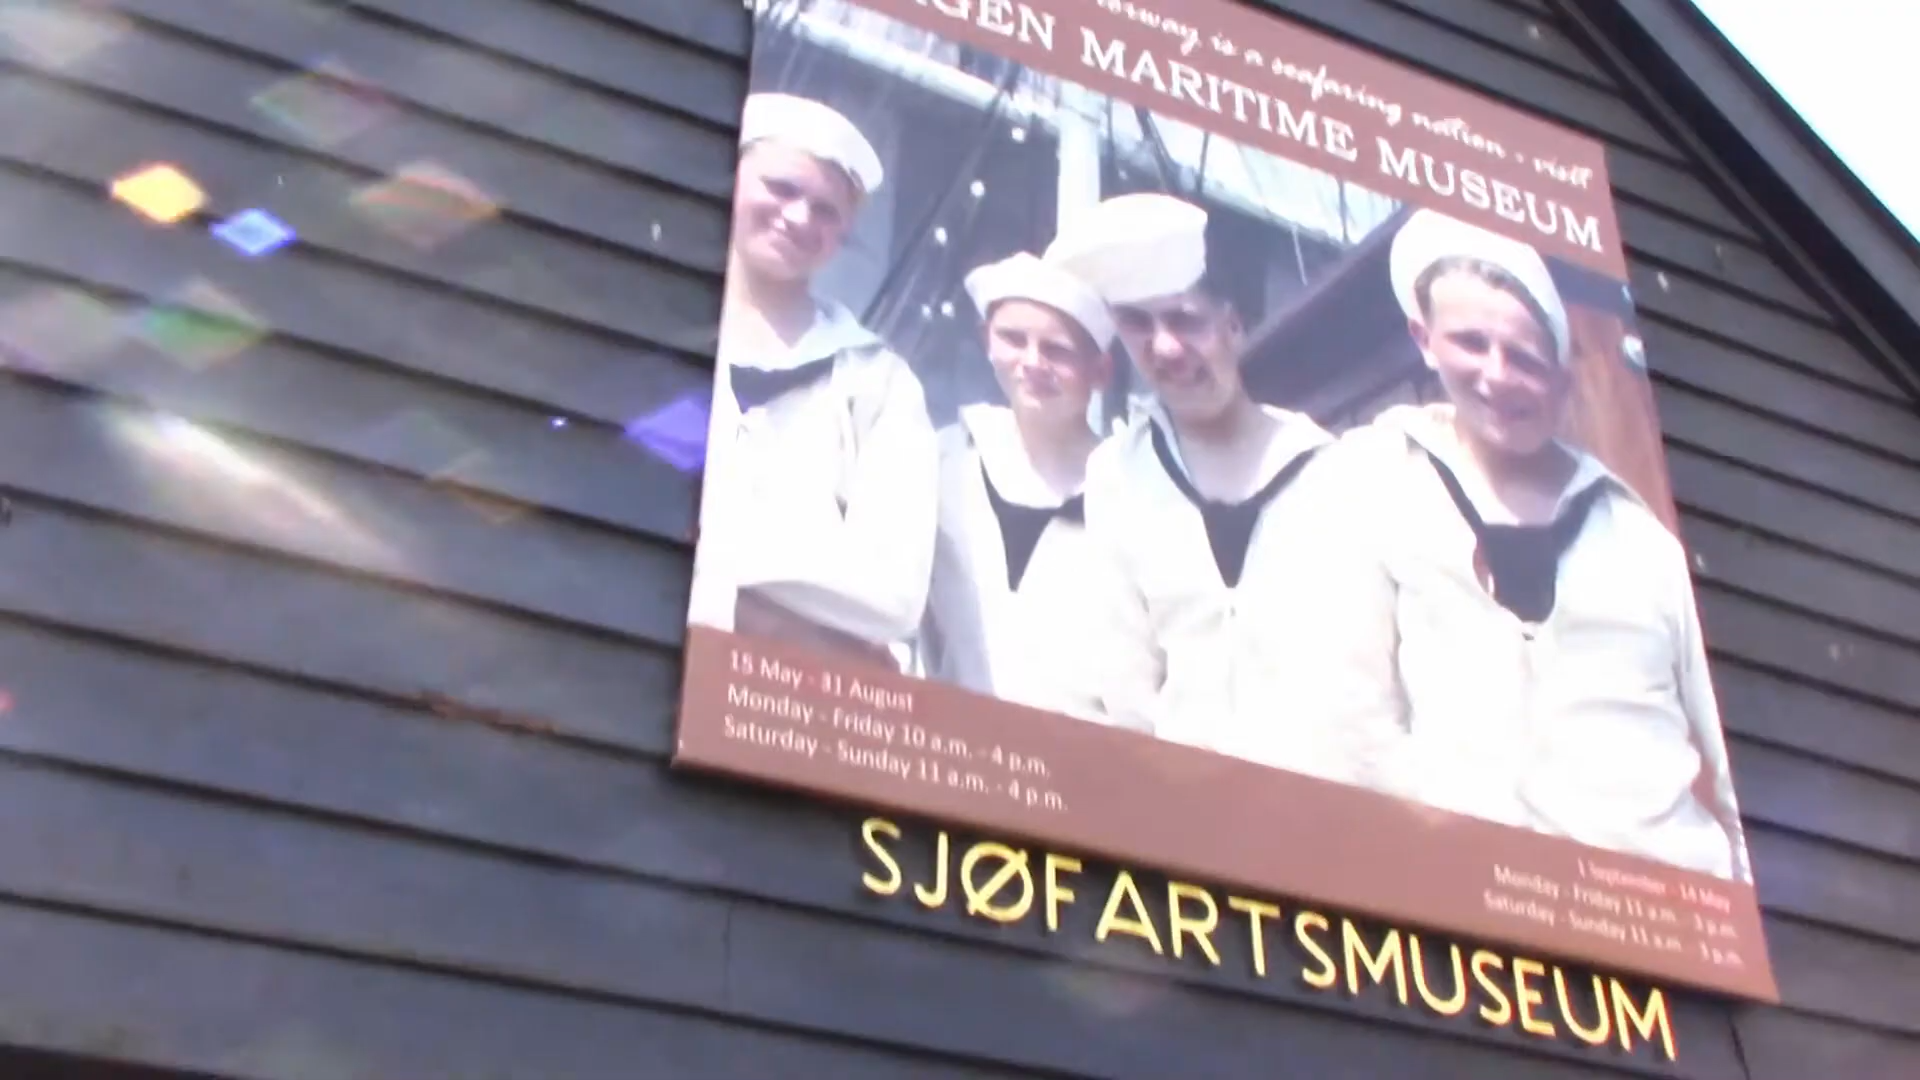 Norway is a seafaring nation - visit
GEN MARITIME MUSEUM
15 May - 31 August
Monday - Friday 10 a.m. - 4 p.m.
Saturday - Sunday 11 a.m. - 4 p.m.
1 September - 14 May
Monday - Friday 11 a.m. - 3 p.m.
Saturday - Sunday 11 a.m. - 3 p.m.
SJØFARTSMUSEUM